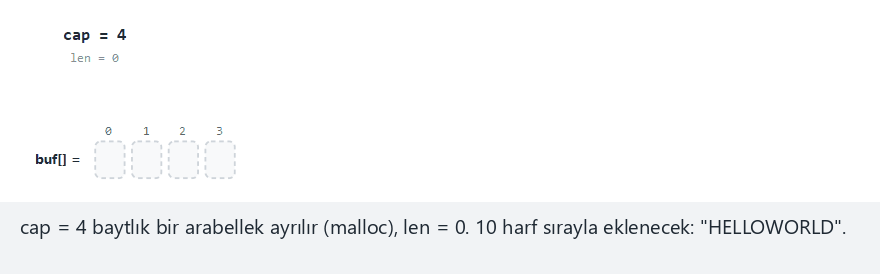 cap = 4
len = 0
0 1 2 3
buf[] =
cap = 4 baytlık bir arabellek ayrılır (malloc), len = 0. 10 harf sırayla eklenecek: "HELLOWORLD".